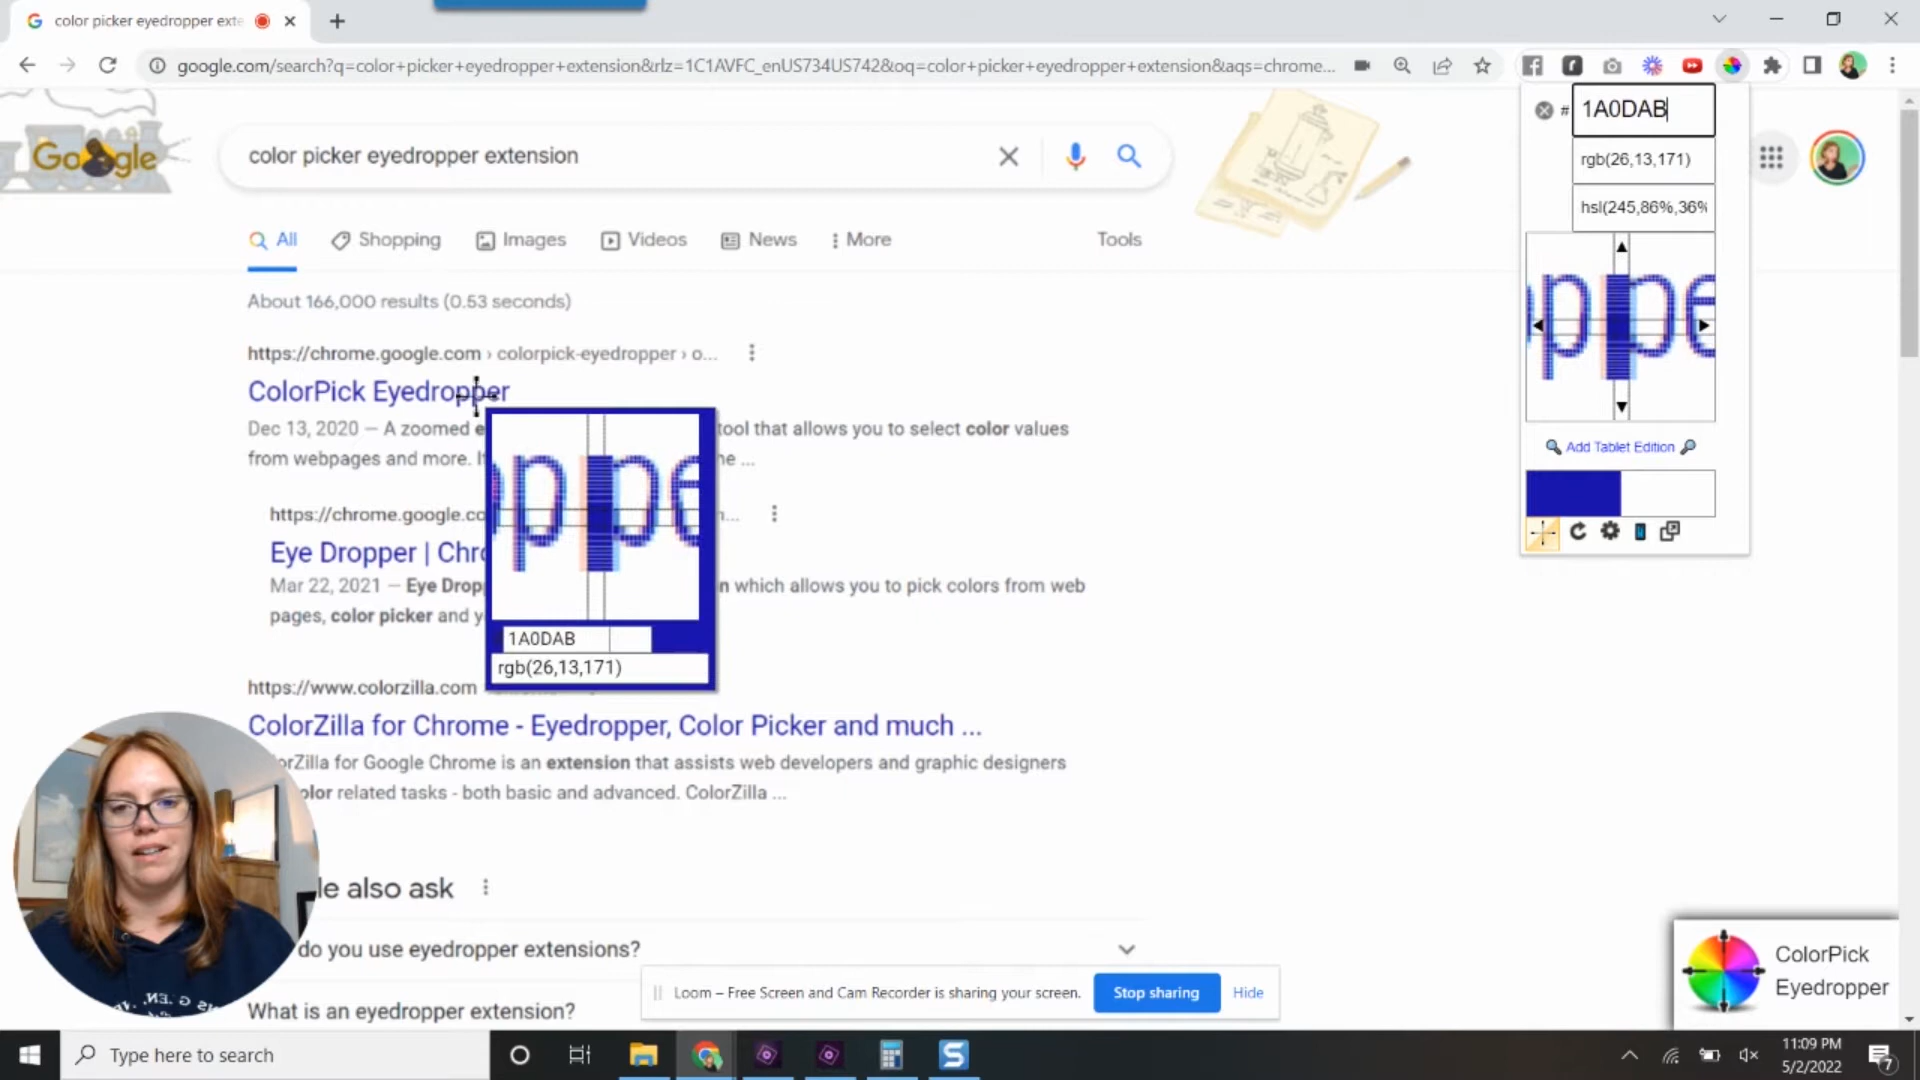 color picker eyedropper exte
google.com/search?q=color+picker+eyedropper+extension&rlz=1C1AVFC_enUS734US742&oq=color+picker+eyedropper+extension&aqs=chrome...
# 1A0DAB
rgb(26,13,171)
hsl(245,86%,36%
Add Tablet Edition
Google
color picker eyedropper extension
All Shopping Images Videos News More Tools
About 166,000 results (0.53 seconds)
https://chrome.google.com › colorpick-eyedropper › o...
ColorPick Eyedropper
Dec 13, 2020 — A zoomed e tool that allows you to select color values
from webpages and more. It ne ...
https://chrome.google.co n...
Eye Dropper | Chr
Mar 22, 2021 — Eye Drop n which allows you to pick colors from web
pages, color picker and y
pp pe
1A0DAB
rgb(26,13,171)
https://www.colorzilla.com
ColorZilla for Chrome - Eyedropper, Color Picker and much ...
orZilla for Google Chrome is an extension that assists web developers and graphic designers
olor related tasks - both basic and advanced. ColorZilla ...
le also ask
do you use eyedropper extensions?
What is an eyedropper extension?
Loom – Free Screen and Cam Recorder is sharing your screen. Stop sharing Hide
ColorPick
Eyedropper
Type here to search
11:09 PM
5/2/2022
7